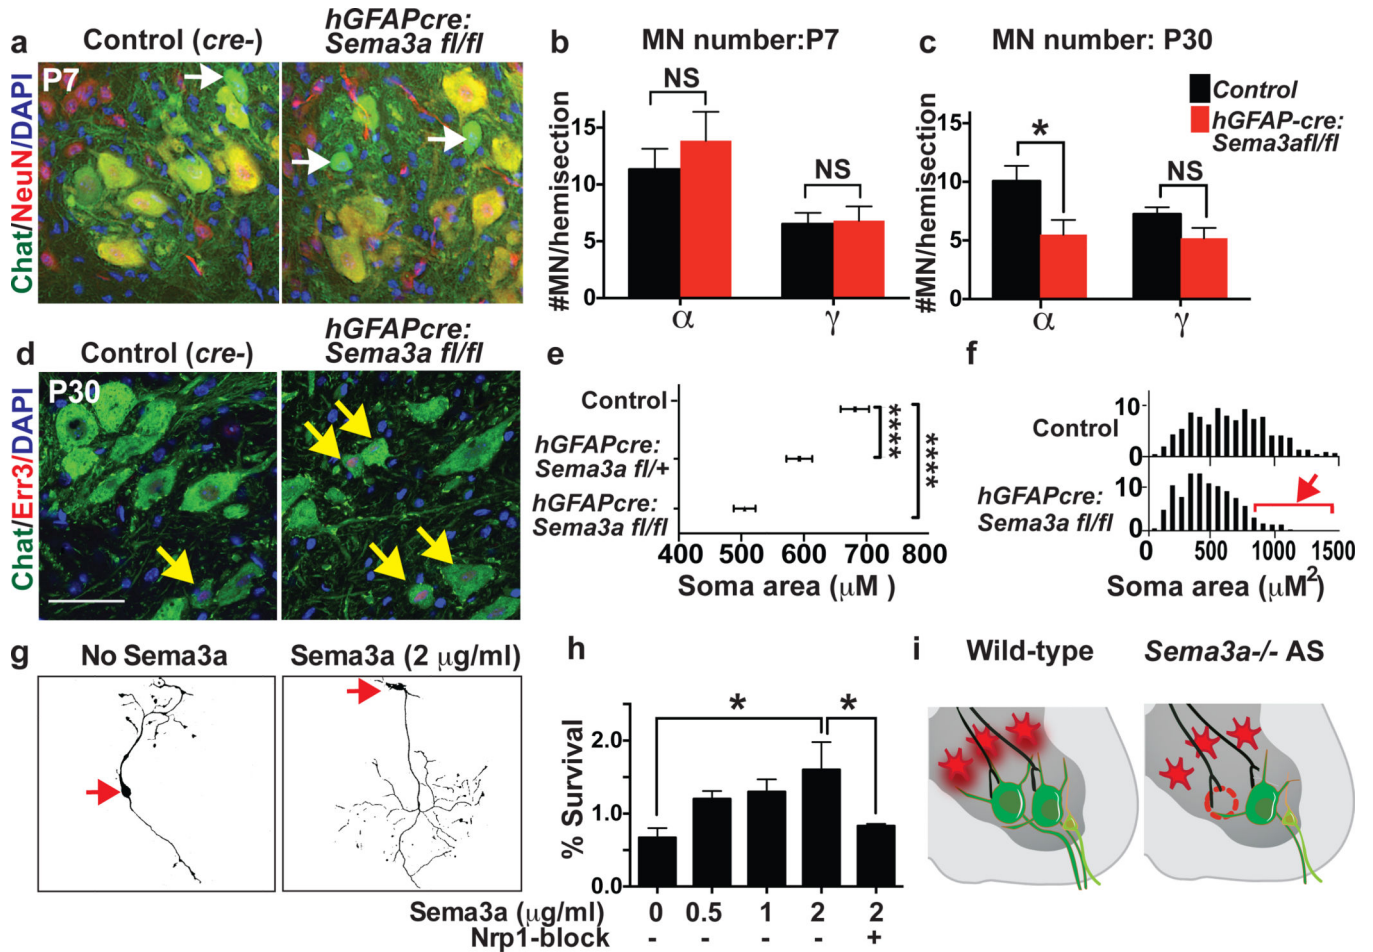 a
Control (cre-)
hGFAPcre:
Sema3a fl/fl
P7
Chat/NeuN/DAPI
b
MN number:P7
NS
NS
#MN/hemisection
15
10
5
0
α
γ
c
MN number: P30
Control
hGFAP-cre:
Sema3afl/fl
*
NS
#MN/hemisection
15
10
5
0
α
γ
d
Control (cre-)
hGFAPcre:
Sema3a fl/fl
P30
Chat/Err3/DAPI
e
Control
hGFAPcre:
Sema3a fl/+
hGFAPcre:
Sema3a fl/fl
****
****
400 500 600 700 800
Soma area (μM )
f
Control
10
0
hGFAPcre:
Sema3a fl/fl
10
0
0 500 1000 1500
Soma area (μM²)
g
No Sema3a
Sema3a (2 μg/ml)
h
% Survival
2.0
1.0
0.0
*
*
Sema3a (μg/ml) 0 0.5 1 2 2
Nrp1-block - - - - +
i
Wild-type
Sema3a-/- AS